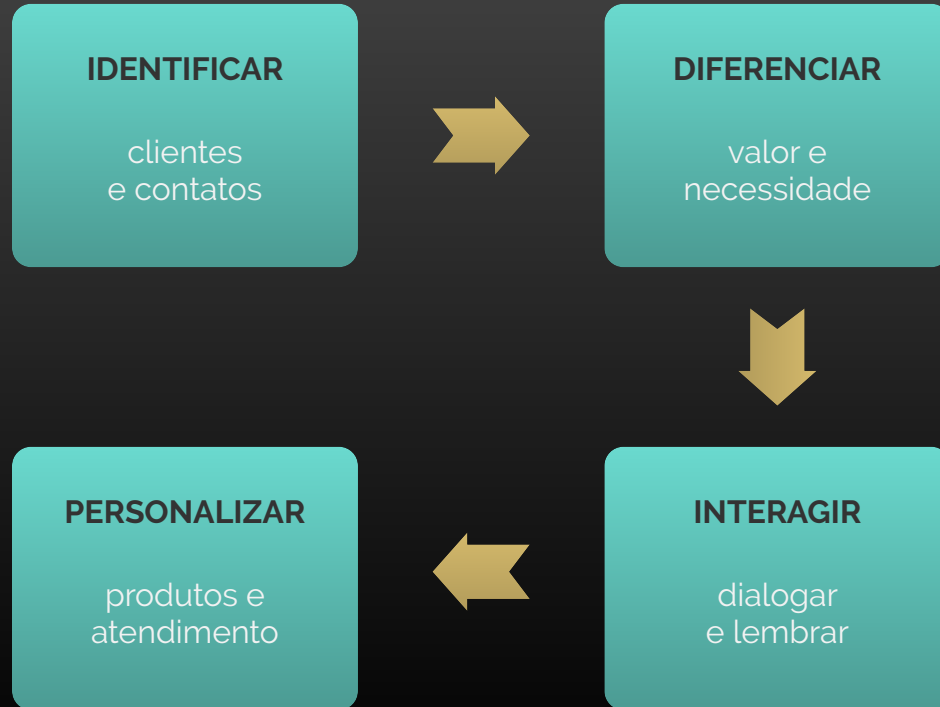 IDENTIFICAR
clientes
e contatos
DIFERENCIAR
valor e
necessidade
INTERAGIR
dialogar
e lembrar
PERSONALIZAR
produtos e
atendimento